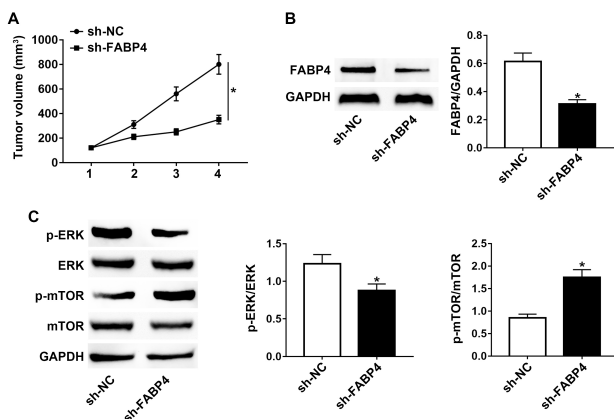 A
sh-NC
sh-FABP4
Tumor volume (mm³)
1000
800
600
400
200
0
1 2 3 4
*
B
FABP4
GAPDH
sh-NC
sh-FABP4
FABP4/GAPDH
0.8
0.6
0.4
0.2
0.0
*
sh-NC
sh-FABP4
C
p-ERK
ERK
p-mTOR
mTOR
GAPDH
sh-NC
sh-FABP4
p-ERK/ERK
1.5
1.0
0.5
0.0
*
sh-NC
sh-FABP4
p-mTOR/mTOR
2.5
2.0
1.5
1.0
0.5
0.0
*
sh-NC
sh-FABP4